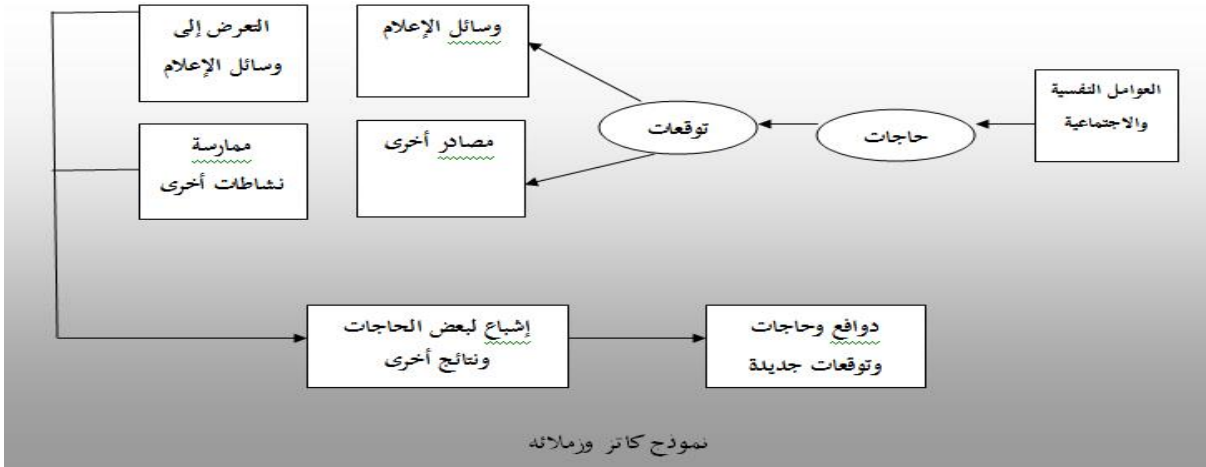 العوامل النفسية
والاجتماعية
حاجات
توقعات
وسائل الإعلام
مصادر أخرى
التعرض إلى
وسائل الإعلام
ممارسة
نشاطات أخرى
إشباع لبعض الحاجات
ونتائج أخرى
دوافع وحاجات
وتوقعات جديدة
نموذج كاتز وزملائه